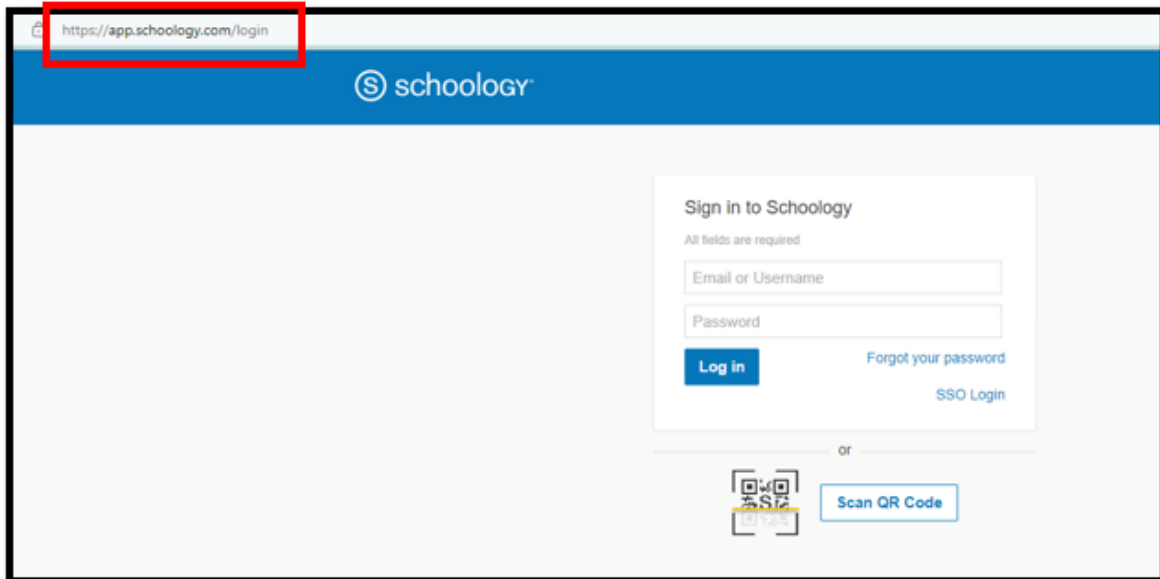 https://app.schoology.com/login
S schoology
Sign in to Schoology
All fields are required
Email or Username
Password
Log in
Forgot your password
SSO Login
or
S
Scan QR Code